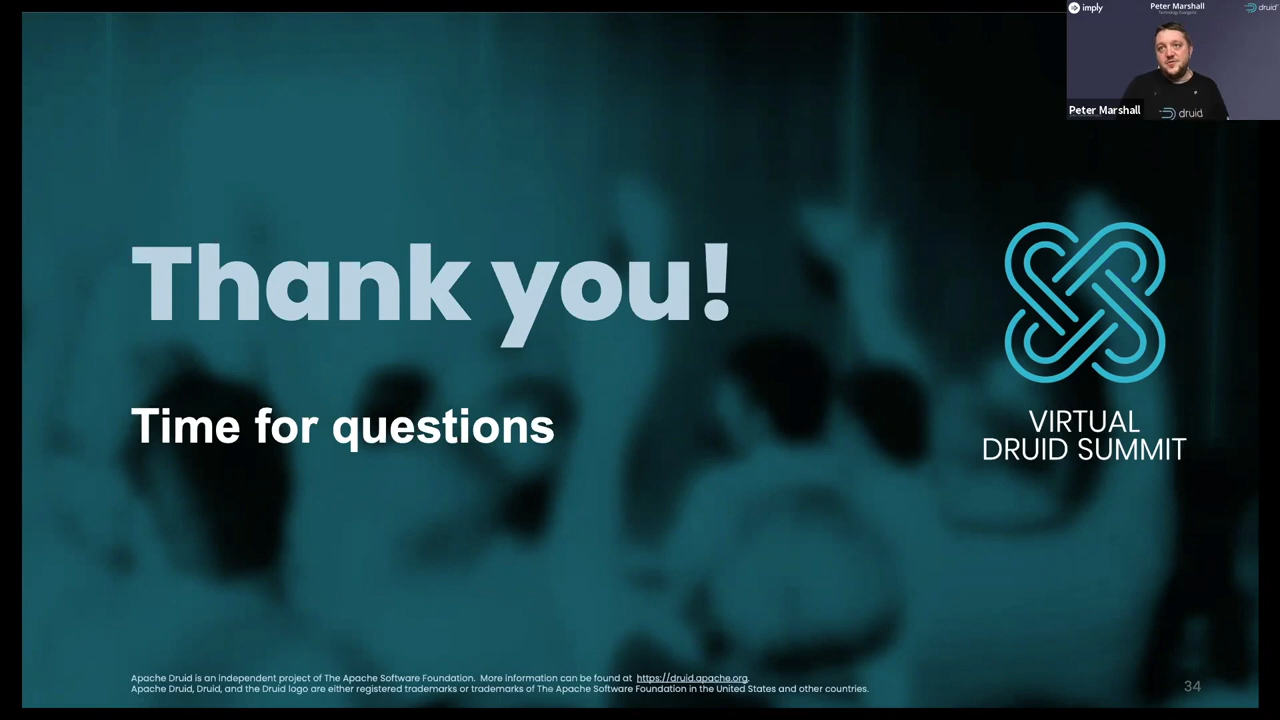 imply
Peter Marshall
druid
Peter Marshall
druid
Thank you!
Time for questions
VIRTUAL
DRUID SUMMIT
Apache Druid is an independent project of The Apache Software Foundation. More information can be found at https://druid.apache.org.
Apache Druid, Druid, and the Druid logo are either registered trademarks or trademarks of The Apache Software Foundation in the United States and other countries.
34